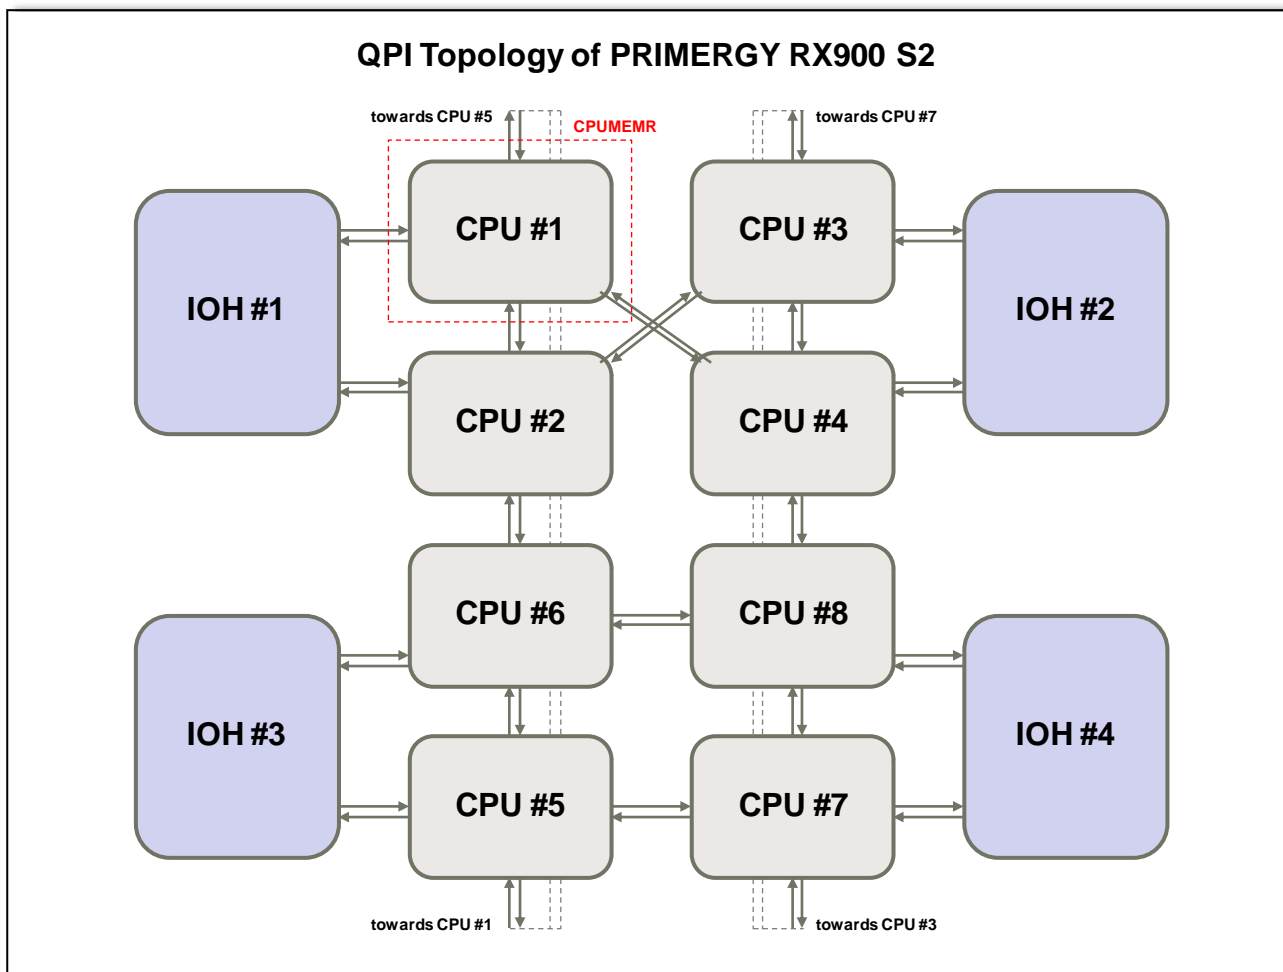 QPI Topology of PRIMERGY RX900 S2
towards CPU #5
towards CPU #7
CPUMEMR
CPU #1
CPU #3
IOH #1
IOH #2
CPU #2
CPU #4
CPU #6
CPU #8
IOH #3
IOH #4
CPU #5
CPU #7
towards CPU #1
towards CPU #3